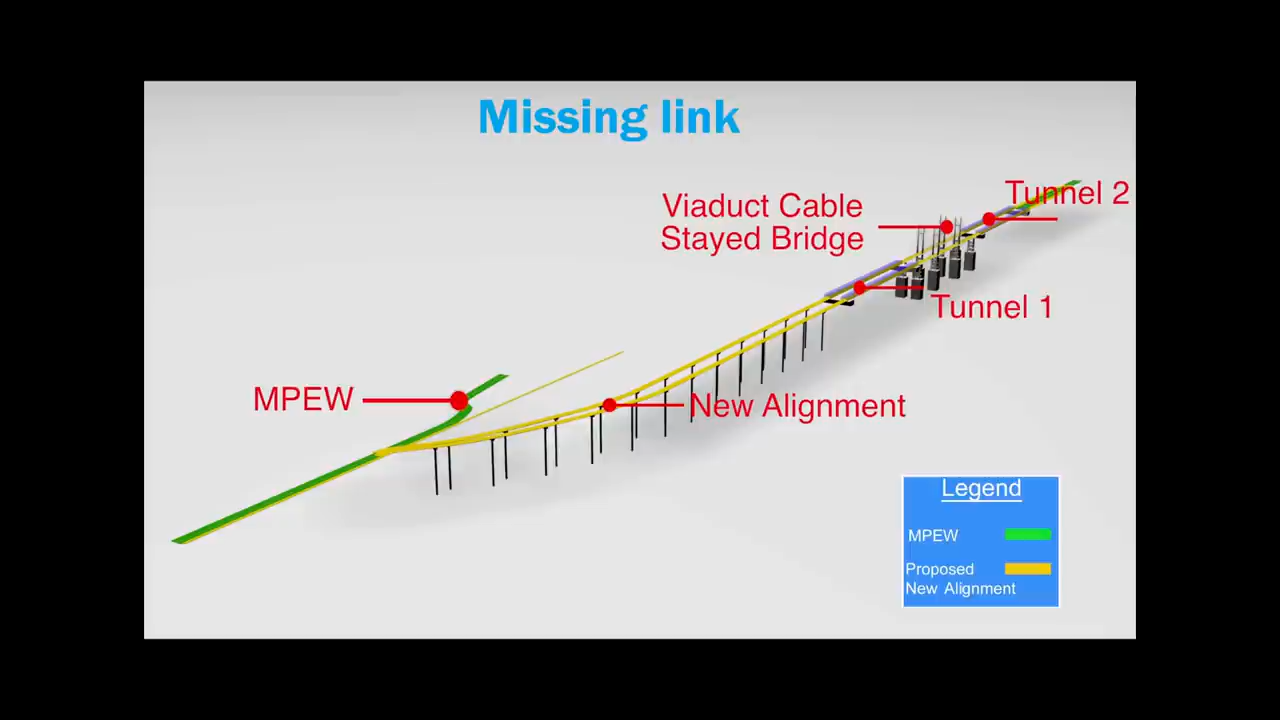 Missing link
Tunnel 2
Viaduct Cable
Stayed Bridge
Tunnel 1
MPEW
New Alignment
Legend
MPEW
Proposed
New Alignment